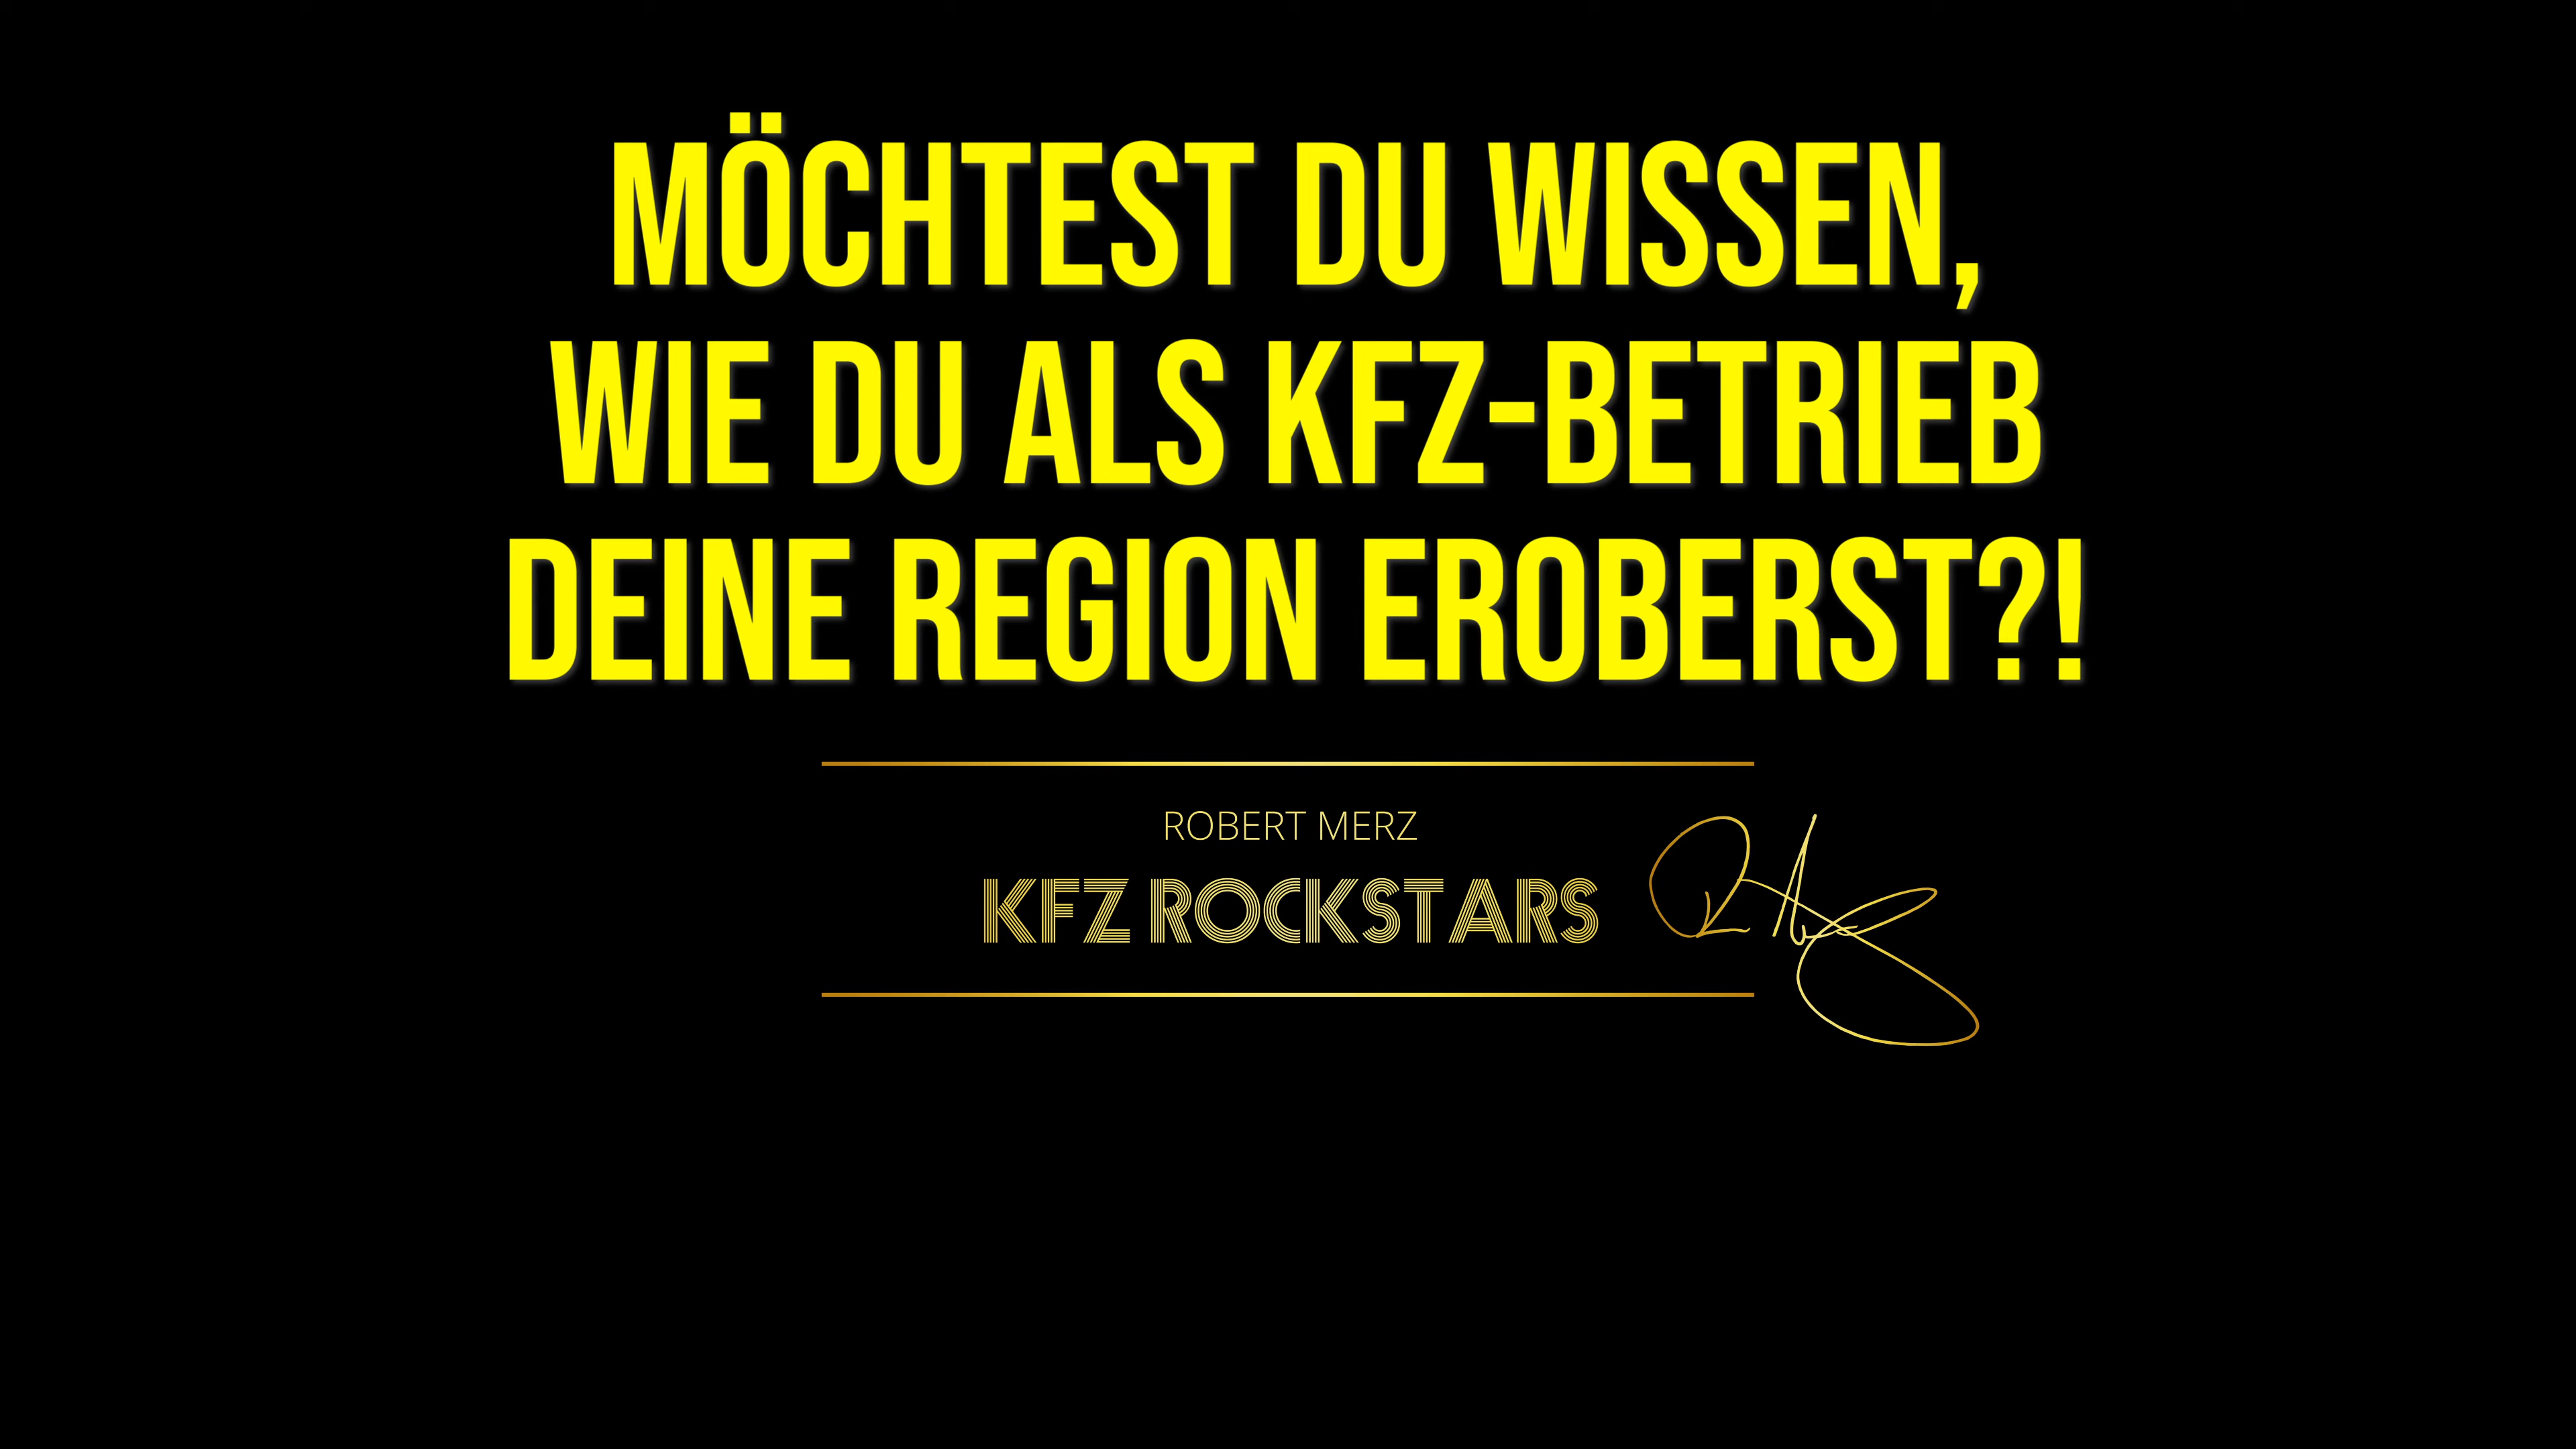 MÖCHTEST DU WISSEN,
WIE DU ALS KFZ-BETRIEB
DEINE REGION EROBERST?!
ROBERT MERZ
KFZ ROCKSTARS